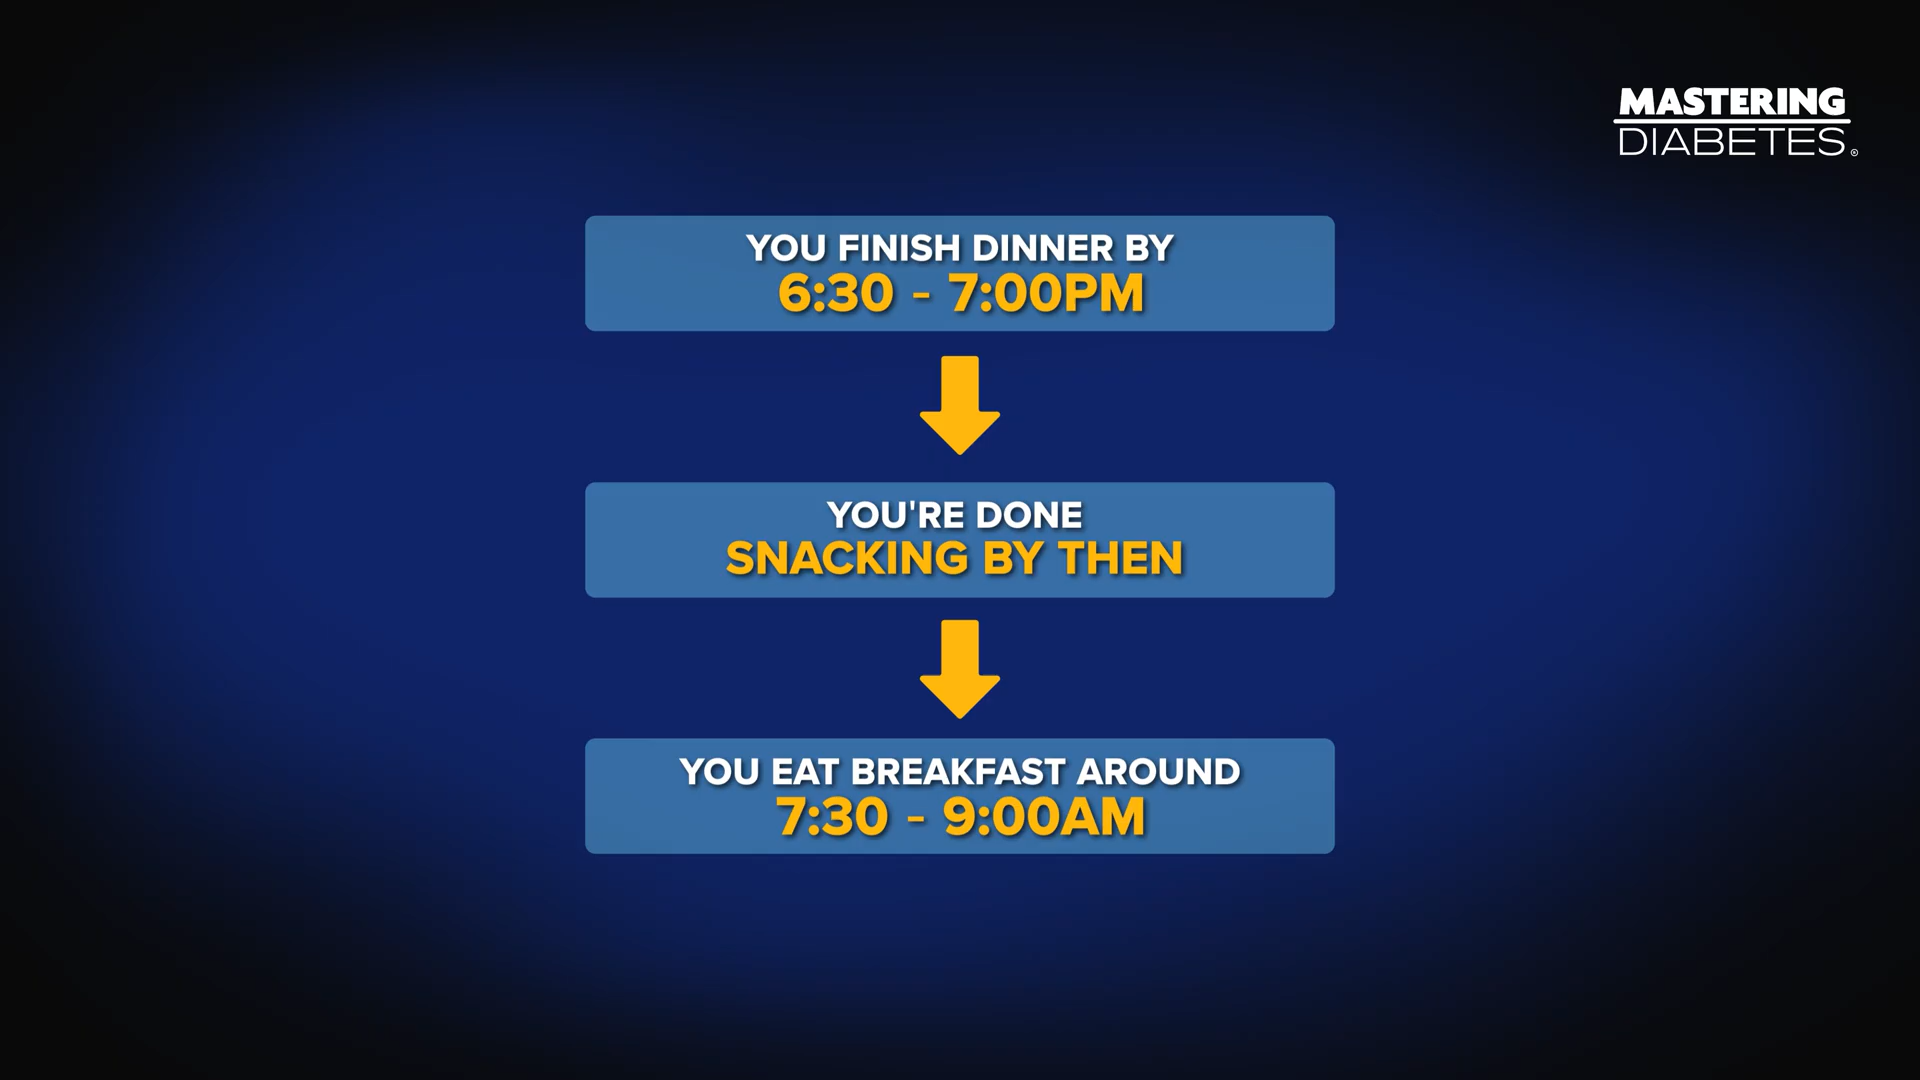 MASTERING
DIABETES®
YOU FINISH DINNER BY
6:30 - 7:00PM
YOU'RE DONE
SNACKING BY THEN
YOU EAT BREAKFAST AROUND
7:30 - 9:00AM